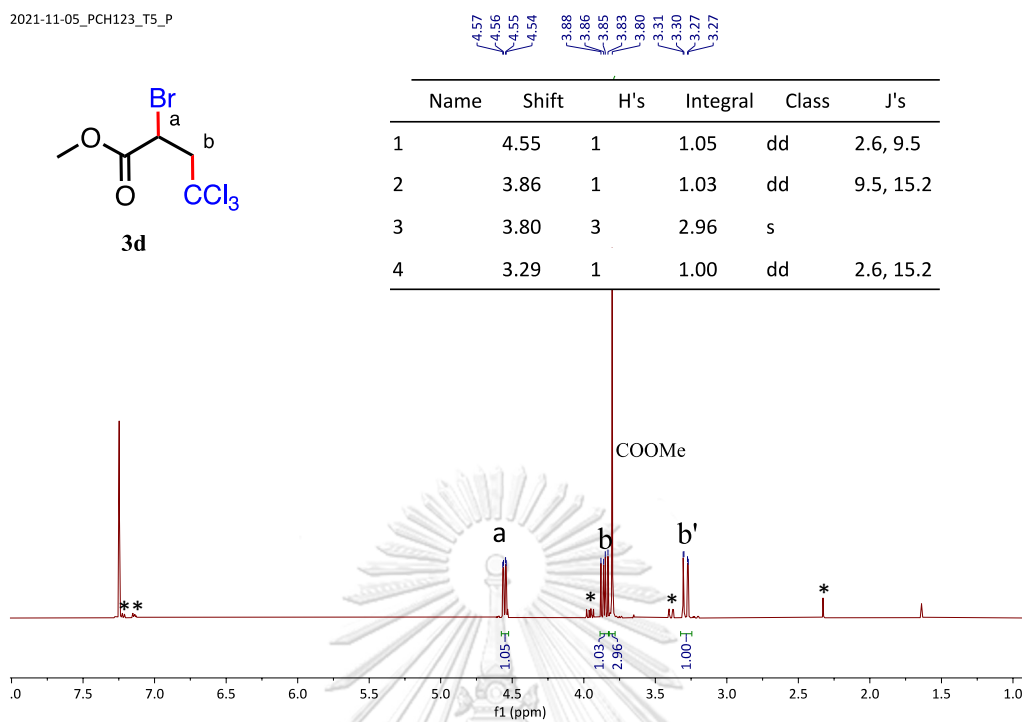 2021-11-05_PCH123_T5_P
4.57
4.56
4.55
4.54
3.88
3.86
3.85
3.83
3.80
3.31
3.30
3.27
3.27
Name Shift H's Integral Class J's
1 4.55 1 1.05 dd 2.6, 9.5
2 3.86 1 1.03 dd 9.5, 15.2
3 3.80 3 2.96 s
4 3.29 1 1.00 dd 2.6, 15.2
Br
a
b
O
O
CCl3
3d
COOMe
a
b
b'
* *
*
*
*
1.05
1.03
2.96
1.00
.0 7.5 7.0 6.5 6.0 5.5 5.0 4.5 4.0 3.5 3.0 2.5 2.0 1.5 1.0
f1 (ppm)